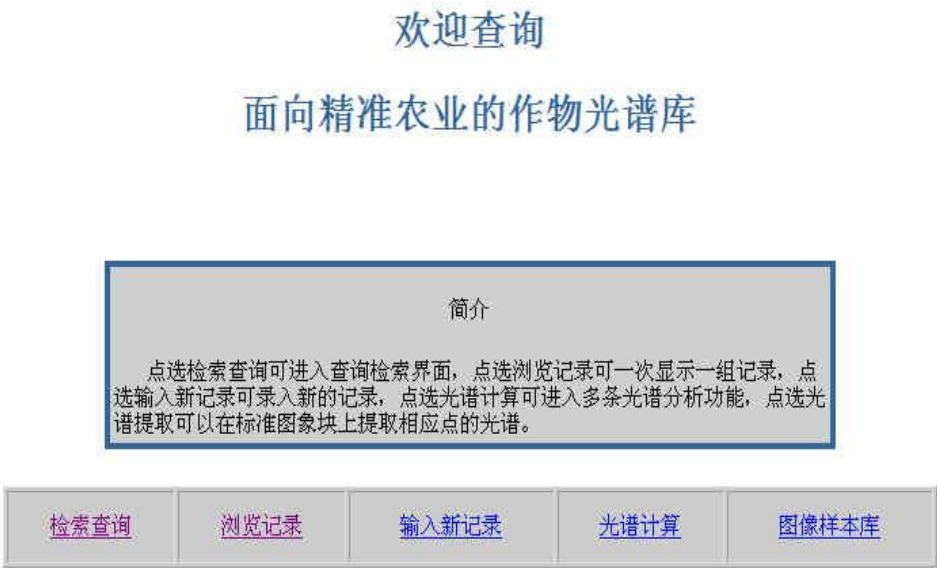 欢迎查询
面向精准农业的作物光谱库
简介
点选检索查询可进入查询检索界面，点选浏览记录可一次显示一组记录，点
选输入新记录可录入新的记录，点选光谱计算可进入多条光谱分析功能，点选光
谱提取可以在标准图象块上提取相应点的光谱。
检索查询 浏览记录 输入新记录 光谱计算 图像样本库